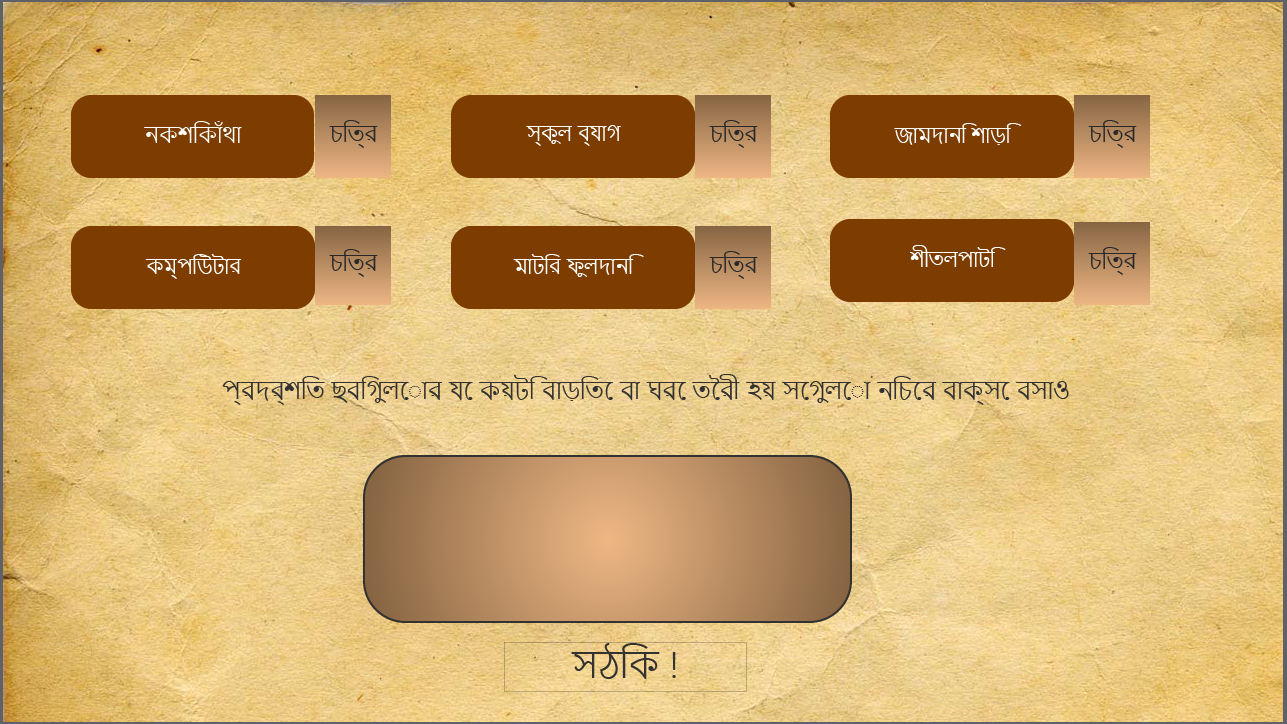 নকশিকাঁথা চিত্র স্কুল ব্যাগ চিত্র জামদানি শাড়ি চিত্র
কম্পিউটার চিত্র মাটির ফুলদানি চিত্র শীতলপাটি চিত্র
প্রদর্শিত ছবিগুলোর যে কয়টি বাড়িতে বা ঘরে তৈরী হয় সেগুলো নিচের বাক্সে বসাও
সঠিক !